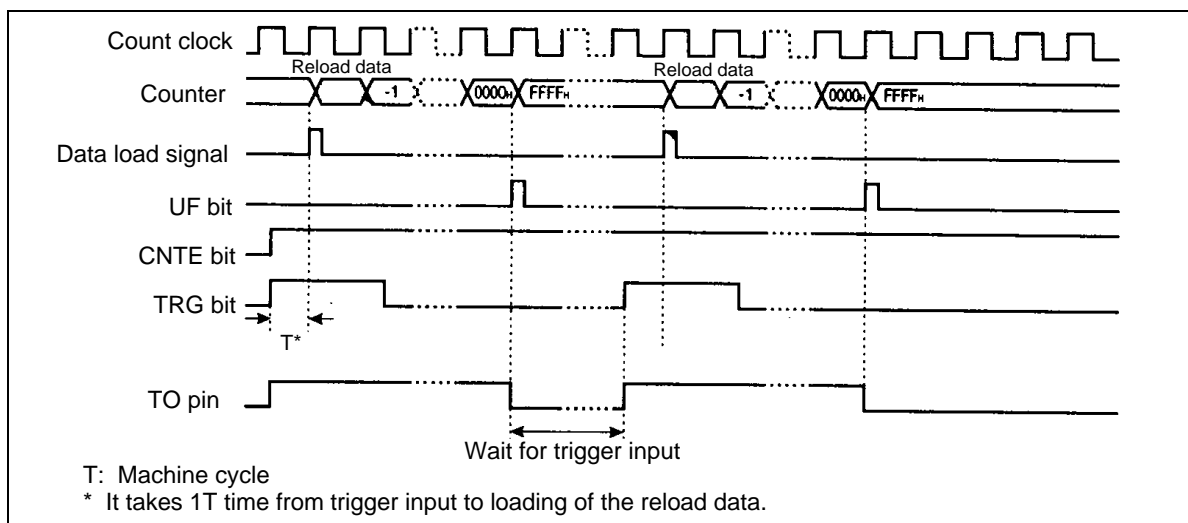 Count clock
Reload data
Reload data
Counter
-1
0000H
FFFFH
-1
0000H
FFFFH
Data load signal
UF bit
CNTE bit
TRG bit
T*
TO pin
Wait for trigger input
T: Machine cycle
* It takes 1T time from trigger input to loading of the reload data.